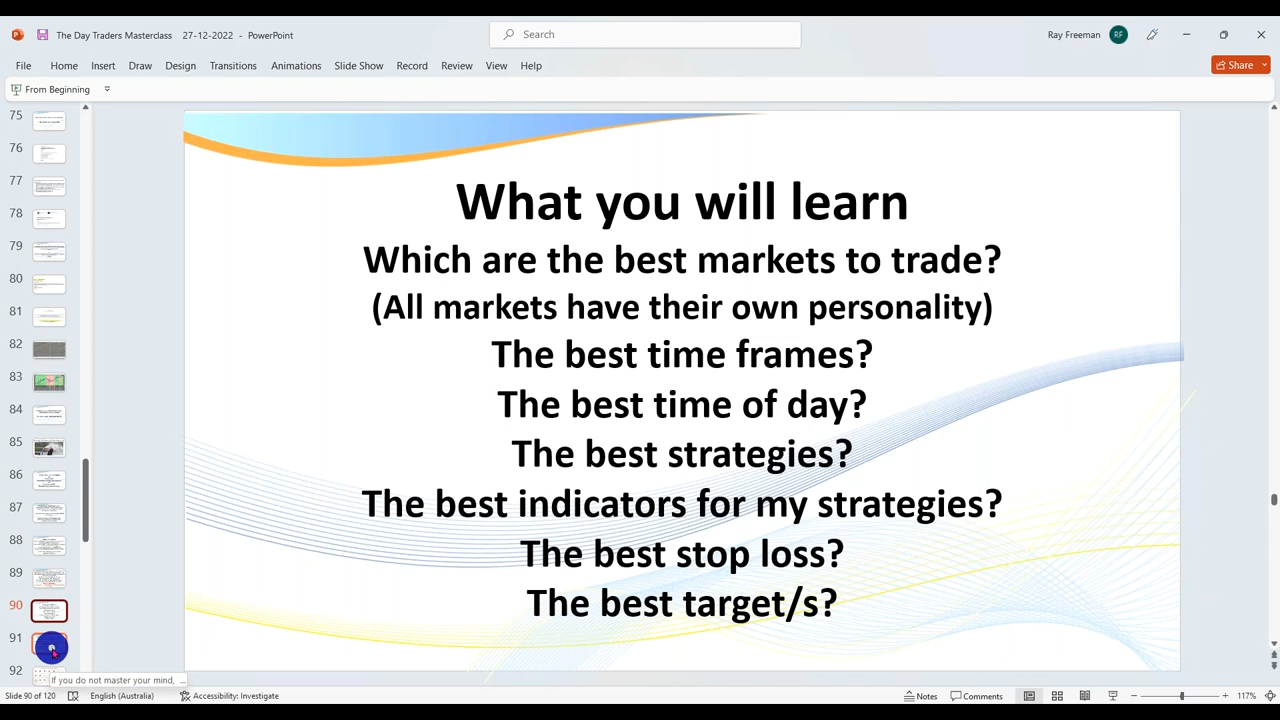 The Day Traders Masterclass 27-12-2022 - PowerPoint
Search
Ray Freeman
RF
File Home Insert Draw Design Transitions Animations Slide Show Record Review View Help
Share
From Beginning
75
76
77
78
79
80
81
82
83
84
85
86
87
88
89
90
91
92
What you will learn
Which are the best markets to trade?
(All markets have their own personality)
The best time frames?
The best time of day?
The best strategies?
The best indicators for my strategies?
The best stop loss?
The best target/s?
If you do not master your mind, ...
Slide 90 of 120 English (Australia) Accessibility: Investigate Notes Comments 117%